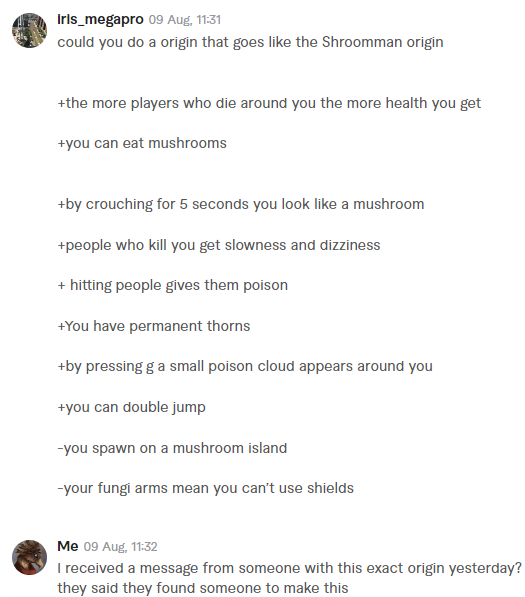 Iris_megapro 09 Aug, 11:31
could you do a origin that goes like the Shroomman origin
+the more players who die around you the more health you get
+you can eat mushrooms
+by crouching for 5 seconds you look like a mushroom
+people who kill you get slowness and dizziness
+ hitting people gives them poison
+You have permanent thorns
+by pressing g a small poison cloud appears around you
+you can double jump
-you spawn on a mushroom island
-your fungi arms mean you can't use shields
Me 09 Aug, 11:32
I received a message from someone with this exact origin yesterday?
they said they found someone to make this